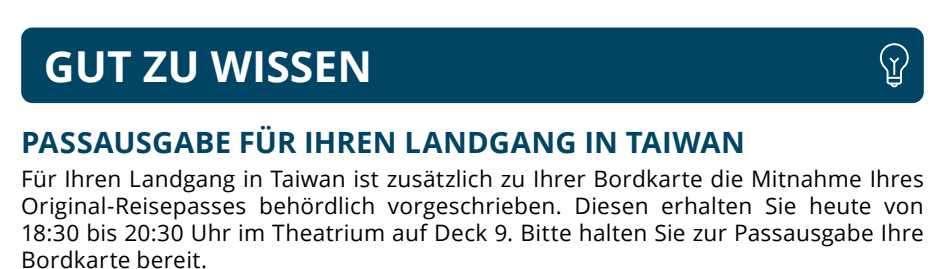 GUT ZU WISSEN
PASSAUSGABE FÜR IHREN LANDGANG IN TAIWAN
Für Ihren Landgang in Taiwan ist zusätzlich zu Ihrer Bordkarte die Mitnahme Ihres
Original-Reisepasses behördlich vorgeschrieben. Diesen erhalten Sie heute von
18:30 bis 20:30 Uhr im Theatrium auf Deck 9. Bitte halten Sie zur Passausgabe Ihre
Bordkarte bereit.